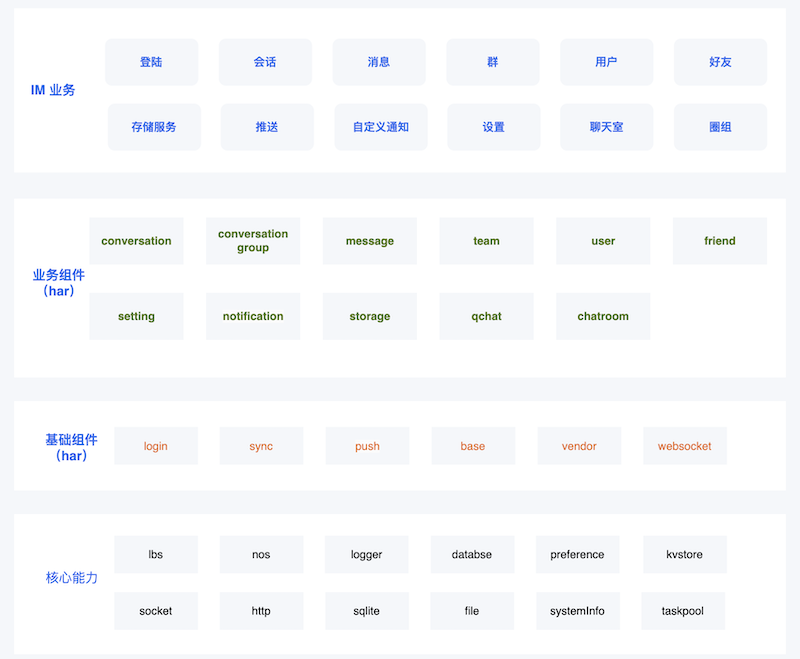 IM 业务
登陆
会话
消息
群
用户
好友
存储服务
推送
自定义通知
设置
聊天室
圈组
业务组件
（har）
conversation
conversation
group
message
team
user
friend
setting
notification
storage
qchat
chatroom
基础组件
（har）
login
sync
push
base
vendor
websocket
核心能力
lbs
nos
logger
databse
preference
kvstore
socket
http
sqlite
file
systemInfo
taskpool